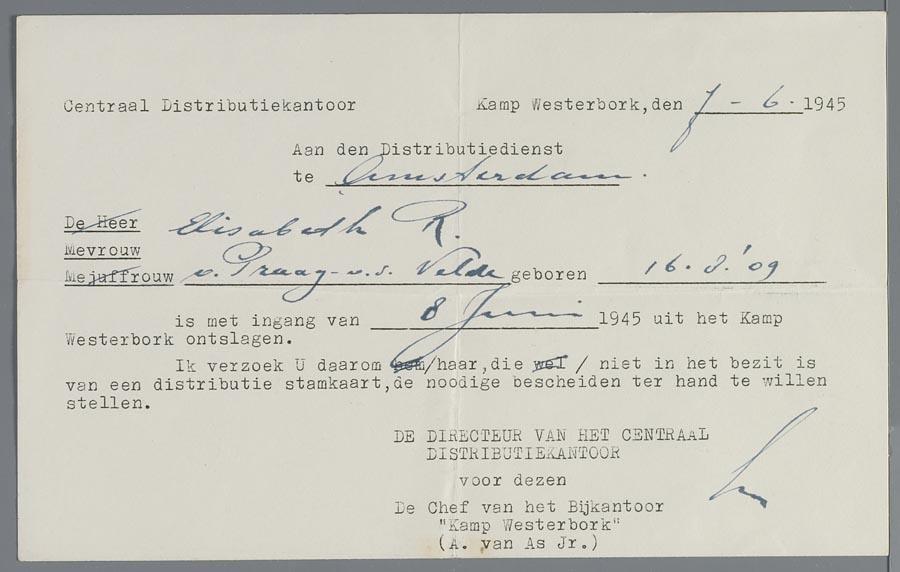 Centraal Distributiekantoor Kamp Westerbork,den 7 - 6. 1945
Aan den Distributiedienst
te Amsterdam.
De Heer Elisabeth R.
Mevrouw
Mejuffrouw v. Praag-v.d. Velde geboren 16.8.'09
is met ingang van 8 Juni 1945 uit het Kamp
Westerbork ontslagen.
Ik verzoek U daarom hem/haar,die wel / niet in het bezit is
van een distributie stamkaart,de noodige bescheiden ter hand te willen
stellen.
DE DIRECTEUR VAN HET CENTRAAL
DISTRIBUTIEKANTOOR
voor dezen
De Chef van het Bijkantoor
"Kamp Westerbork"
(A. van As Jr.)